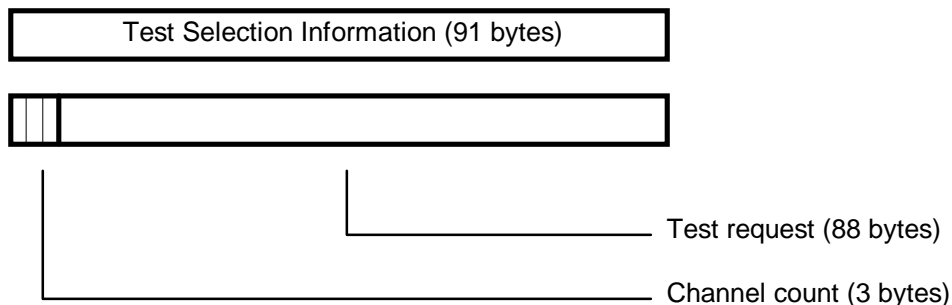 Test Selection Information (91 bytes)
Test request (88 bytes)
Channel count (3 bytes)